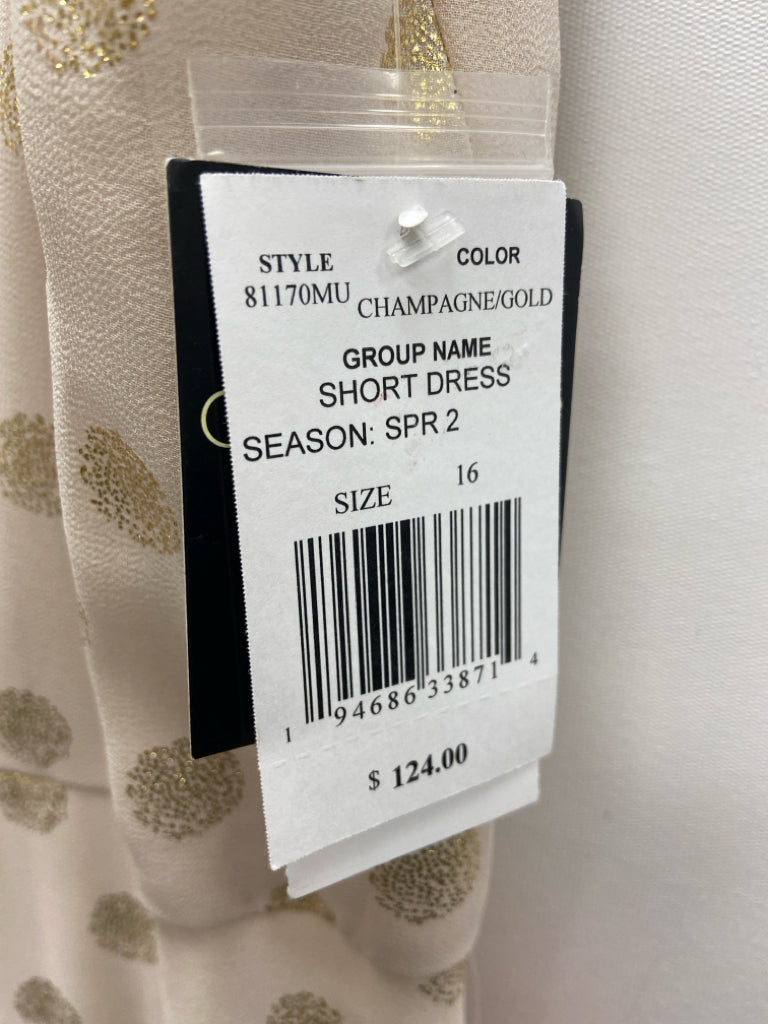 STYLE COLOR
81170MU CHAMPAGNE/GOLD
GROUP NAME
SHORT DRESS
SEASON: SPR 2
SIZE 16
1 94686 33871 4
$ 124.00